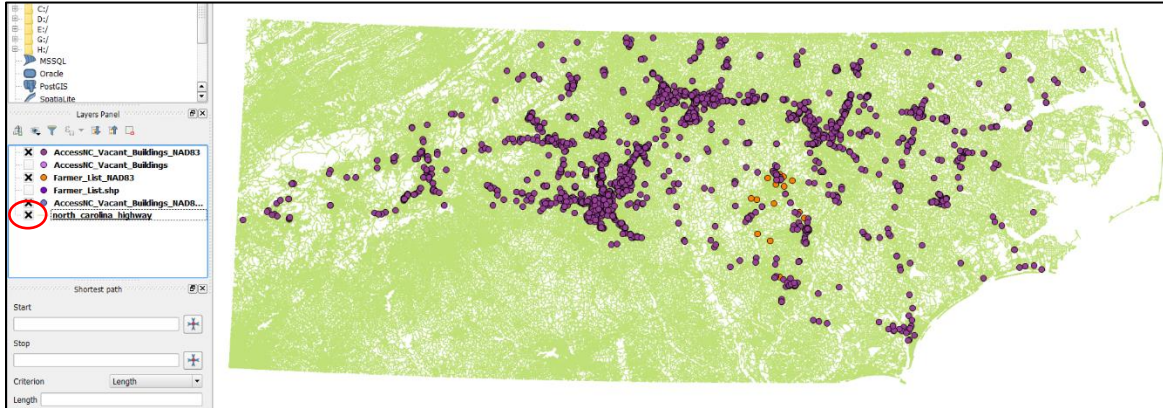 C:/
D:/
E:/
G:/
H:/
MSSQL
Oracle
PostGIS
SpatiaLite
Layers Panel
AccessNC_Vacant_Buildings_NAD83
AccessNC_Vacant_Buildings
Farmer_List_NAD83
Farmer_List.shp
AccessNC_Vacant_Buildings_NAD8...
north_carolina_highway
Shortest path
Start
Stop
Criterion Length
Length